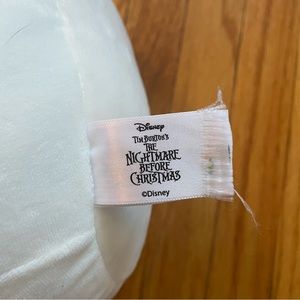 Disney
TIM BURTON'S
THE
NIGHTMARE
BEFORE
CHRISTMAS
©Disney